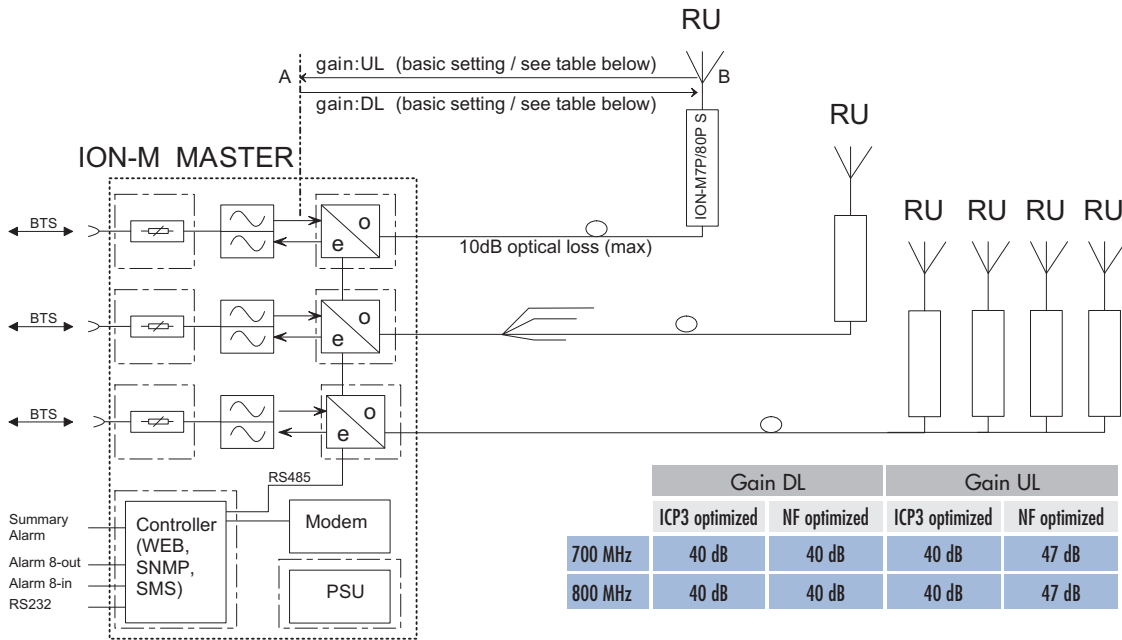 RU
A
gain:UL (basic setting / see table below)
B
gain:DL (basic setting / see table below)
RU
ION-M7P/80P S
ION-M MASTER
RU
RU
RU
RU
BTS
o
e
10dB optical loss (max)
BTS
o
e
BTS
o
e
RS485
Summary
Alarm
Alarm 8-out
Alarm 8-in
RS232
Controller
(WEB,
SNMP,
SMS)
Modem
PSU
Gain DL Gain UL
ICP3 optimized NF optimized ICP3 optimized NF optimized
700 MHz 40 dB 40 dB 40 dB 47 dB
800 MHz 40 dB 40 dB 40 dB 47 dB